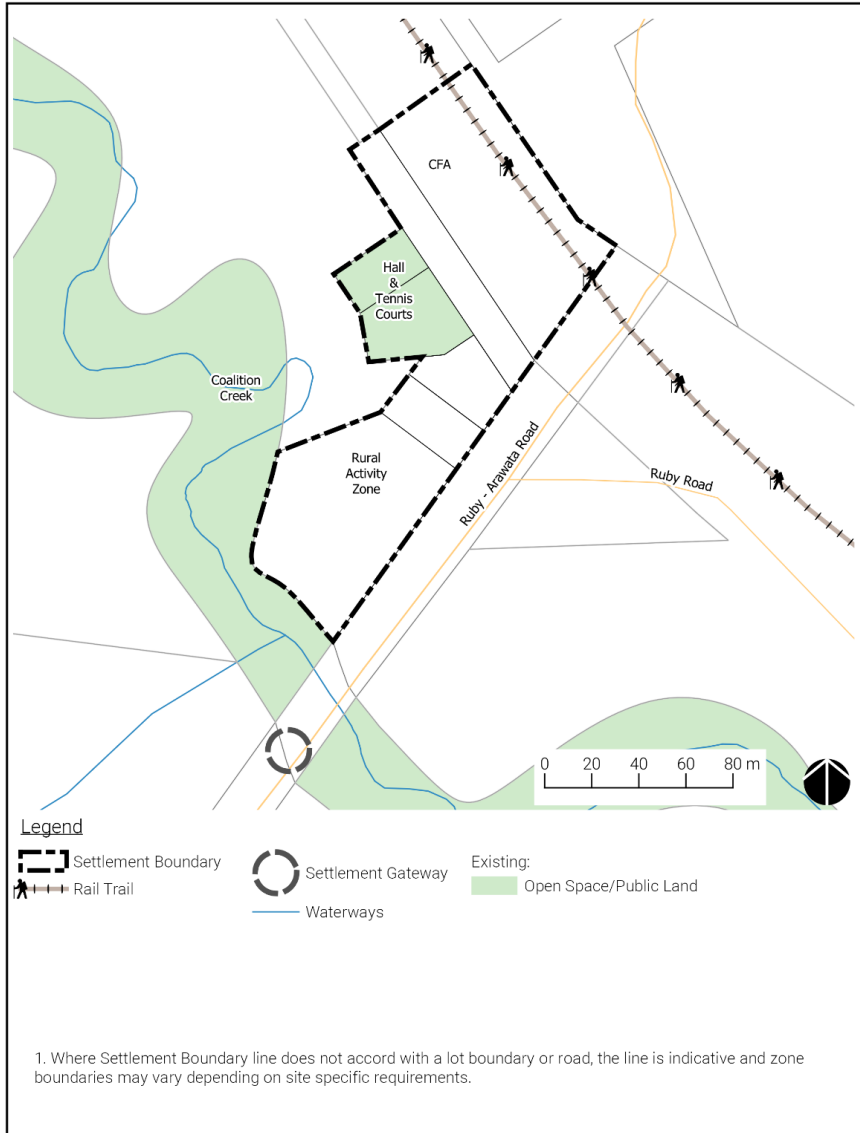 CFA
Hall
&
Tennis
Courts
Coalition
Creek
Rural
Activity
Zone
Ruby - Arawata Road
Ruby Road
0 20 40 60 80 m
Legend
Settlement Boundary
Rail Trail
Settlement Gateway
Waterways
Existing:
Open Space/Public Land
1. Where Settlement Boundary line does not accord with a lot boundary or road, the line is indicative and zone
boundaries may vary depending on site specific requirements.